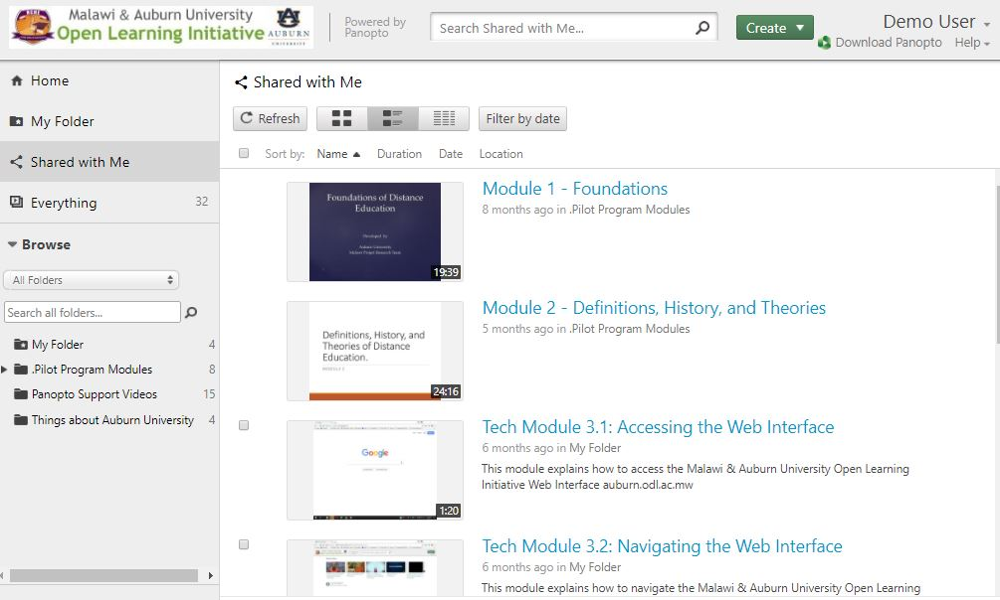 Malawi & Auburn University
Open Learning Initiative
AUBURN
UNIVERSITY
Powered by
Panopto
Search Shared with Me...
Create
Demo User
Download Panopto
Help
Home
My Folder
Shared with Me
Everything 32
Browse
All Folders
Search all folders...
My Folder 4
.Pilot Program Modules 8
Panopto Support Videos 15
Things about Auburn University 4
Shared with Me
Refresh
Filter by date
Sort by: Name Duration Date Location
Foundations of Distance
Education
Developed by
Auburn University
Malawi Projet Research Team
19:39
Module 1 - Foundations
8 months ago in .Pilot Program Modules
Definitions, History, and
Theories of Distance
Education.
MODULE 2
24:16
Module 2 - Definitions, History, and Theories
5 months ago in .Pilot Program Modules
Google
1:20
Tech Module 3.1: Accessing the Web Interface
6 months ago in My Folder
This module explains how to access the Malawi & Auburn University Open Learning
Initiative Web Interface auburn.odl.ac.mw
Tech Module 3.2: Navigating the Web Interface
6 months ago in My Folder
This module explains how to navigate the Malawi & Auburn University Open Learning